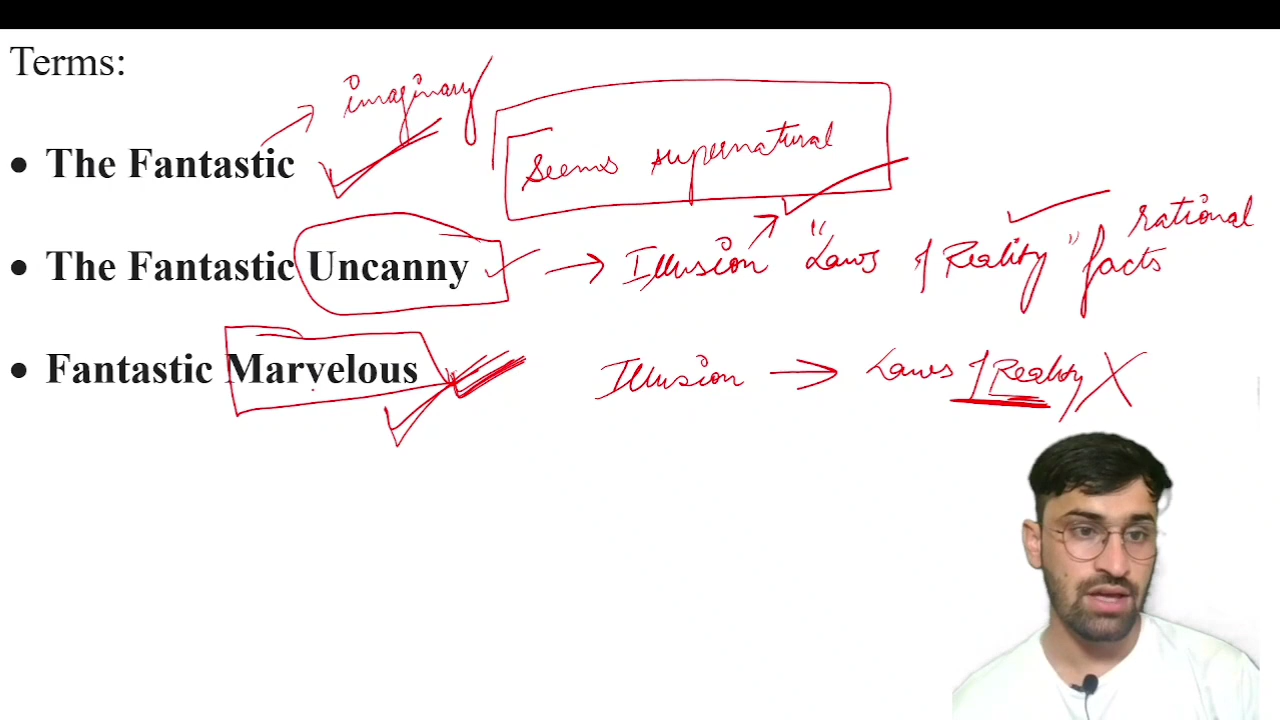 Terms:
imaginary
• The Fantastic
Seems supernatural
• The Fantastic Uncanny → Illusion "Laws of Reality" facts
rational
• Fantastic Marvelous
Illusion → Laws of Reality X